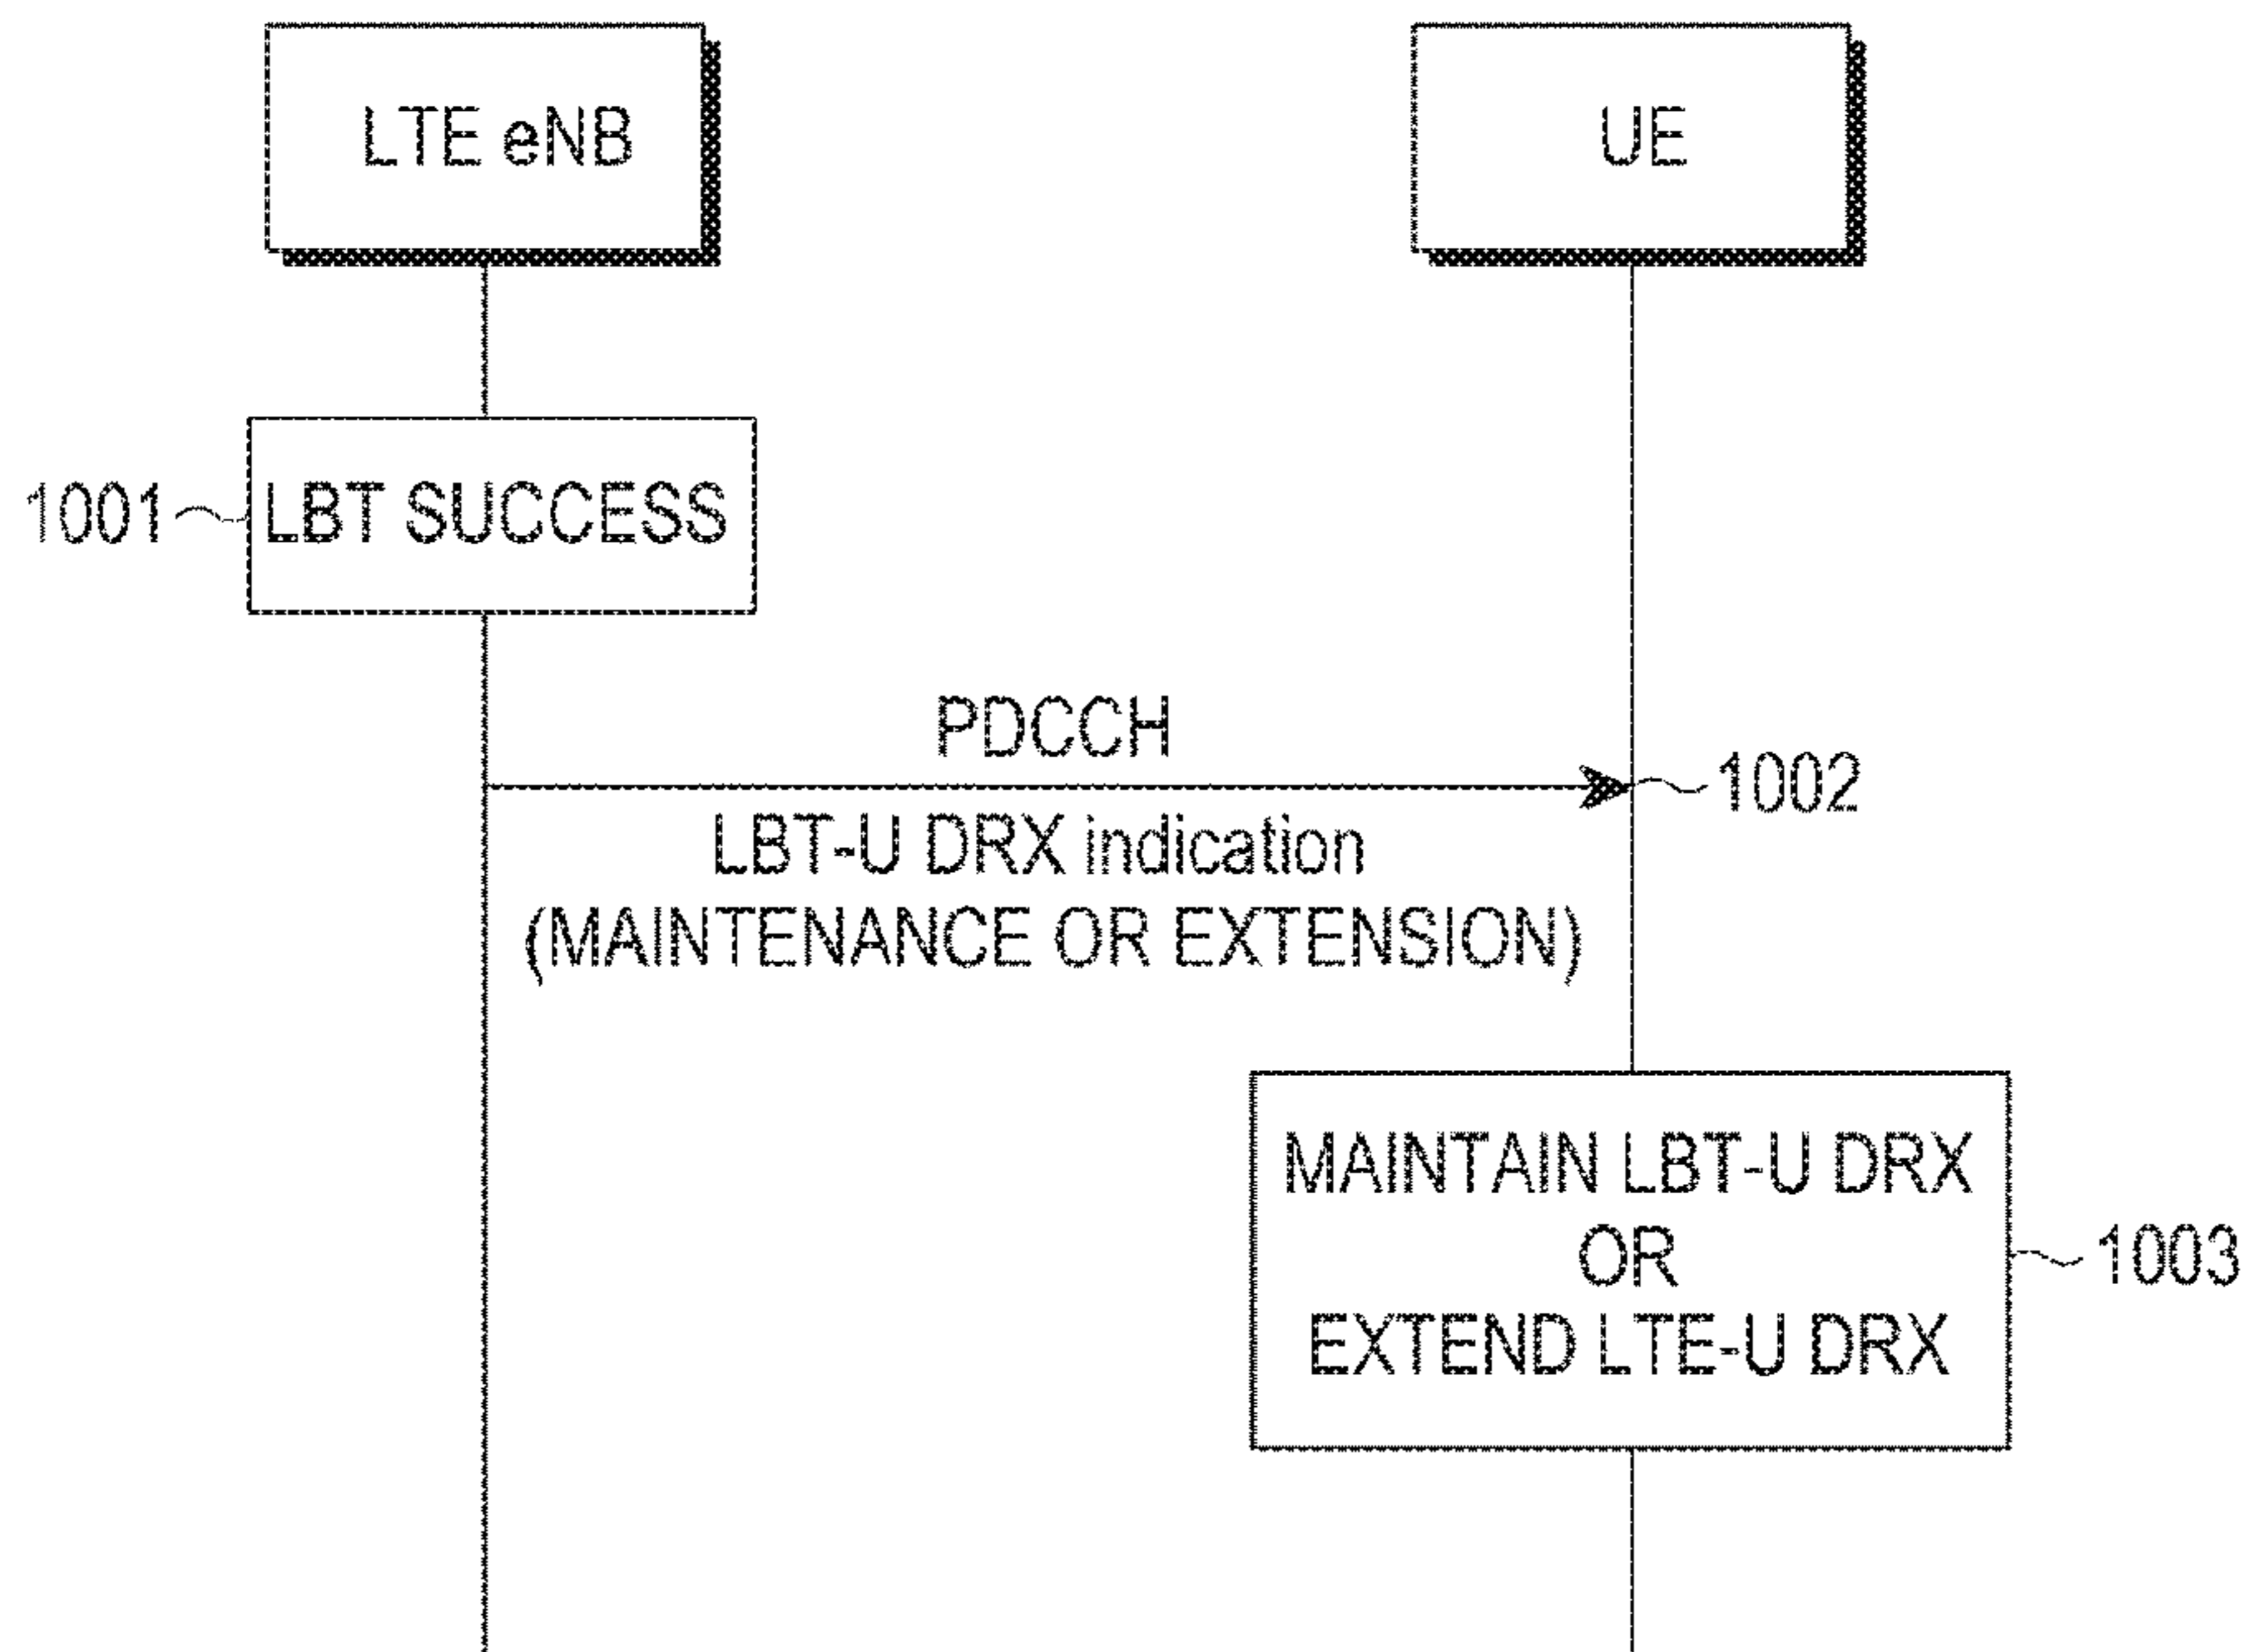 LTE eNB
UE
1001
LBT SUCCESS
PDCCH
1002
LBT-U DRX indication
(MAINTENANCE OR EXTENSION)
MAINTAIN LBT-U DRX
OR
1003
EXTEND LTE-U DRX